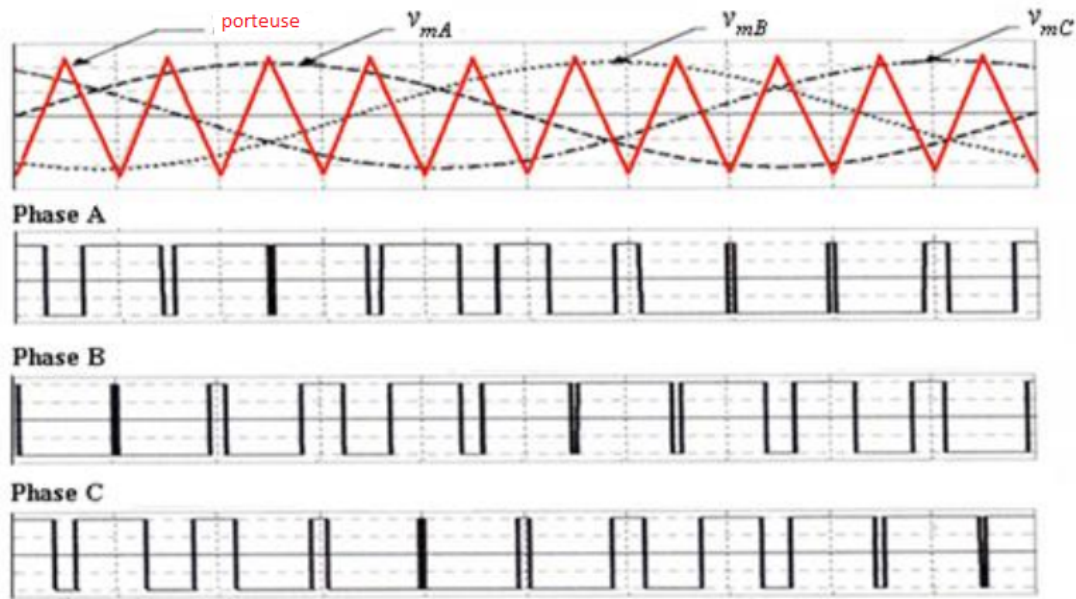 porteuse
v_mA
v_mB
v_mC
Phase A
Phase B
Phase C